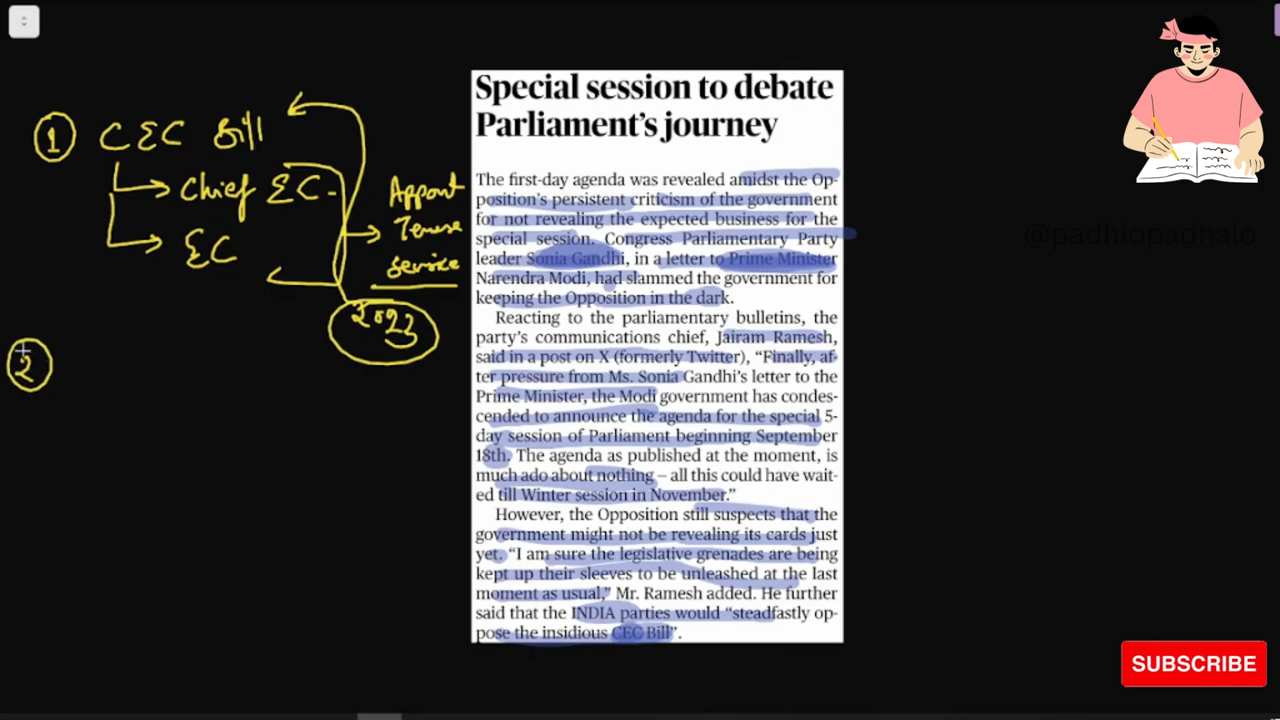 ① CEC Bill
→ Chief EC
→ EC
Appoint
Tenure
Service
2023
②
Special session to debate
Parliament's journey
The first-day agenda was revealed amidst the Op-
position's persistent criticism of the government
for not revealing the expected business for the
special session. Congress Parliamentary Party
leader Sonia Gandhi, in a letter to Prime Minister
Narendra Modi, had slammed the government for
keeping the Opposition in the dark.
Reacting to the parliamentary bulletins, the
party's communications chief, Jairam Ramesh,
said in a post on X (formerly Twitter), “Finally, af-
ter pressure from Ms. Sonia Gandhi's letter to the
Prime Minister, the Modi government has condes-
cended to announce the agenda for the special 5-
day session of Parliament beginning September
18th. The agenda as published at the moment, is
much ado about nothing – all this could have wait-
ed till Winter session in November.”
However, the Opposition still suspects that the
government might not be revealing its cards just
yet. “I am sure the legislative grenades are being
kept up their sleeves to be unleashed at the last
moment as usual,” Mr. Ramesh added. He further
said that the INDIA parties would “steadfastly op-
pose the insidious CEC Bill”.
@padhlopadhalo
SUBSCRIBE